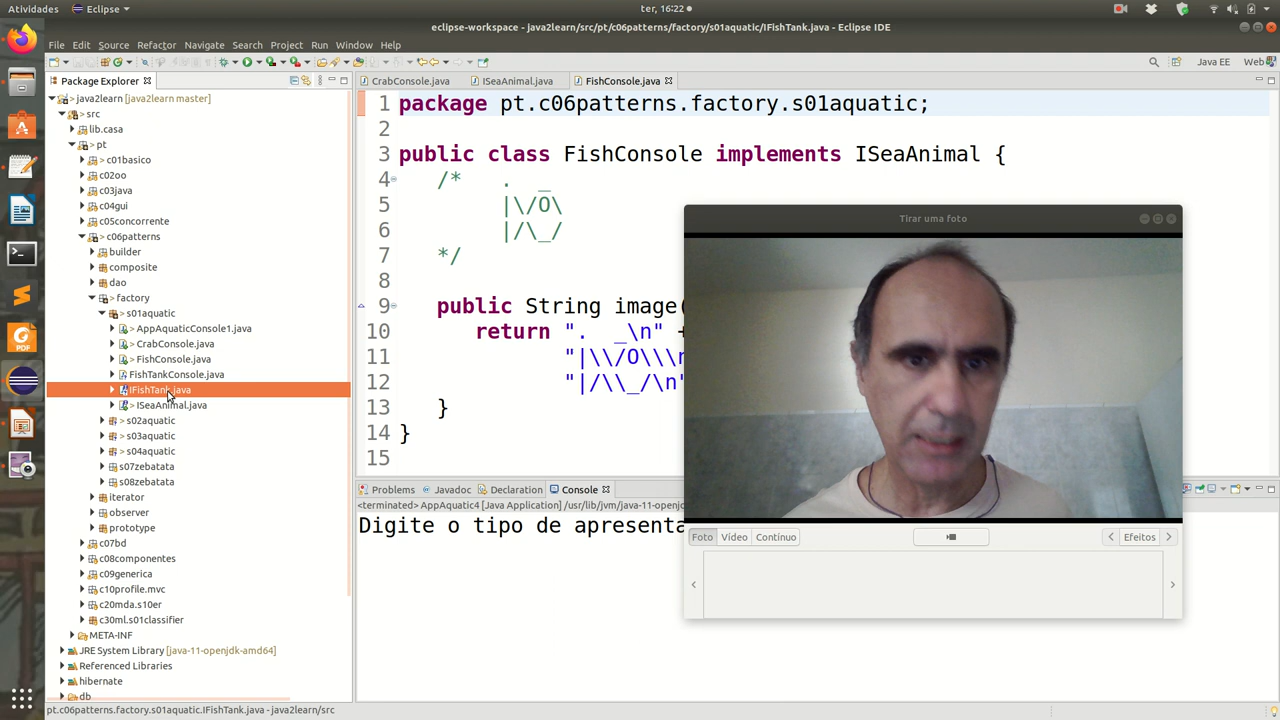 Atividades
Eclipse
ter, 16:22
eclipse-workspace - java2learn/src/pt/c06patterns/factory/s01aquatic/IFishTank.java - Eclipse IDE
File Edit Source Refactor Navigate Search Project Run Window Help
Java EE
Web
Package Explorer
java2learn [java2learn master]
src
lib.casa
pt
c01basico
c02oo
c03java
c04gui
c05concorrente
> c06patterns
builder
composite
dao
> factory
> s01aquatic
> AppAquaticConsole1.java
> CrabConsole.java
> FishConsole.java
FishTankConsole.java
IFishTank.java
> ISeaAnimal.java
> s02aquatic
> s03aquatic
> s04aquatic
s07zebatata
s08zebatata
iterator
observer
prototype
c07bd
c08componentes
c09generica
c10profile.mvc
c20mda.s10er
c30ml.s01classifier
META-INF
JRE System Library [java-11-openjdk-amd64]
Referenced Libraries
hibernate
db
CrabConsole.java
ISeaAnimal.java
FishConsole.java
1 package pt.c06patterns.factory.s01aquatic;
2
3 public class FishConsole implements ISeaAnimal {
4 /* . _
5 |\/O\
6 |/\_/
7 */
8
9 public String image(
10 return ". _\n" +
11 "|\\/O\\\n
12 "|/\\_/\n"
13 }
14 }
15
Tirar uma foto
Foto Vídeo Contínuo
Efeitos
Problems Javadoc Declaration Console
<terminated> AppAquatic4 [Java Application] /usr/lib/jvm/java-11-openjd
Digite o tipo de apresenta
pt.c06patterns.factory.s01aquatic.IFishTank.java - java2learn/src